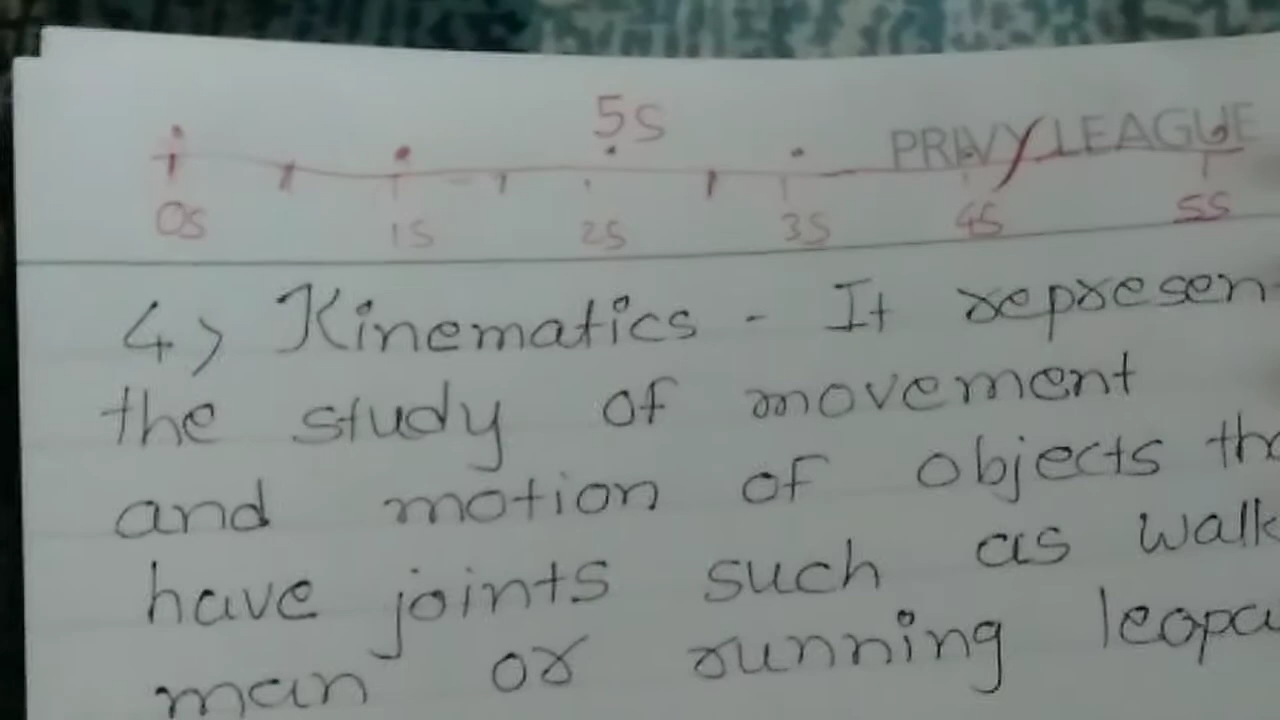 5S
PRIVY LEAGUE
0S 1S 2S 3S 4S 5S
4) Kinematics - It represen
the study of movement
and motion of objects tha
have joints such as walk
man or running leopa